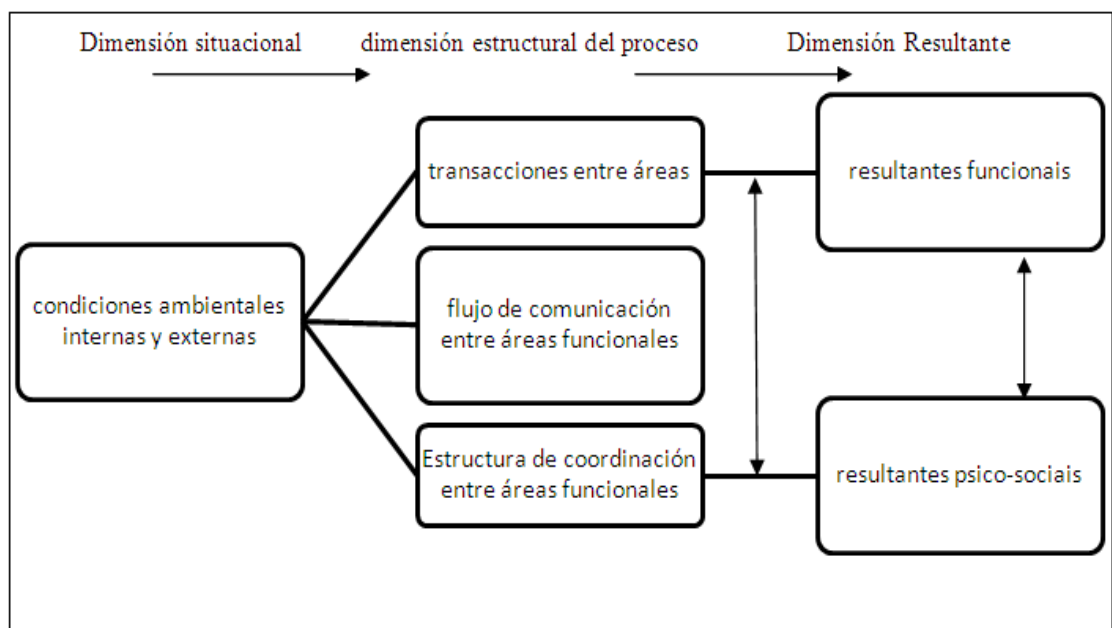 Dimensión situacional
dimensión estructural del proceso
Dimensión Resultante
condiciones ambientales
internas y externas
transacciones entre áreas
flujo de comunicación
entre áreas funcionales
Estructura de coordinación
entre áreas funcionales
resultantes funcionais
resultantes psico-sociais